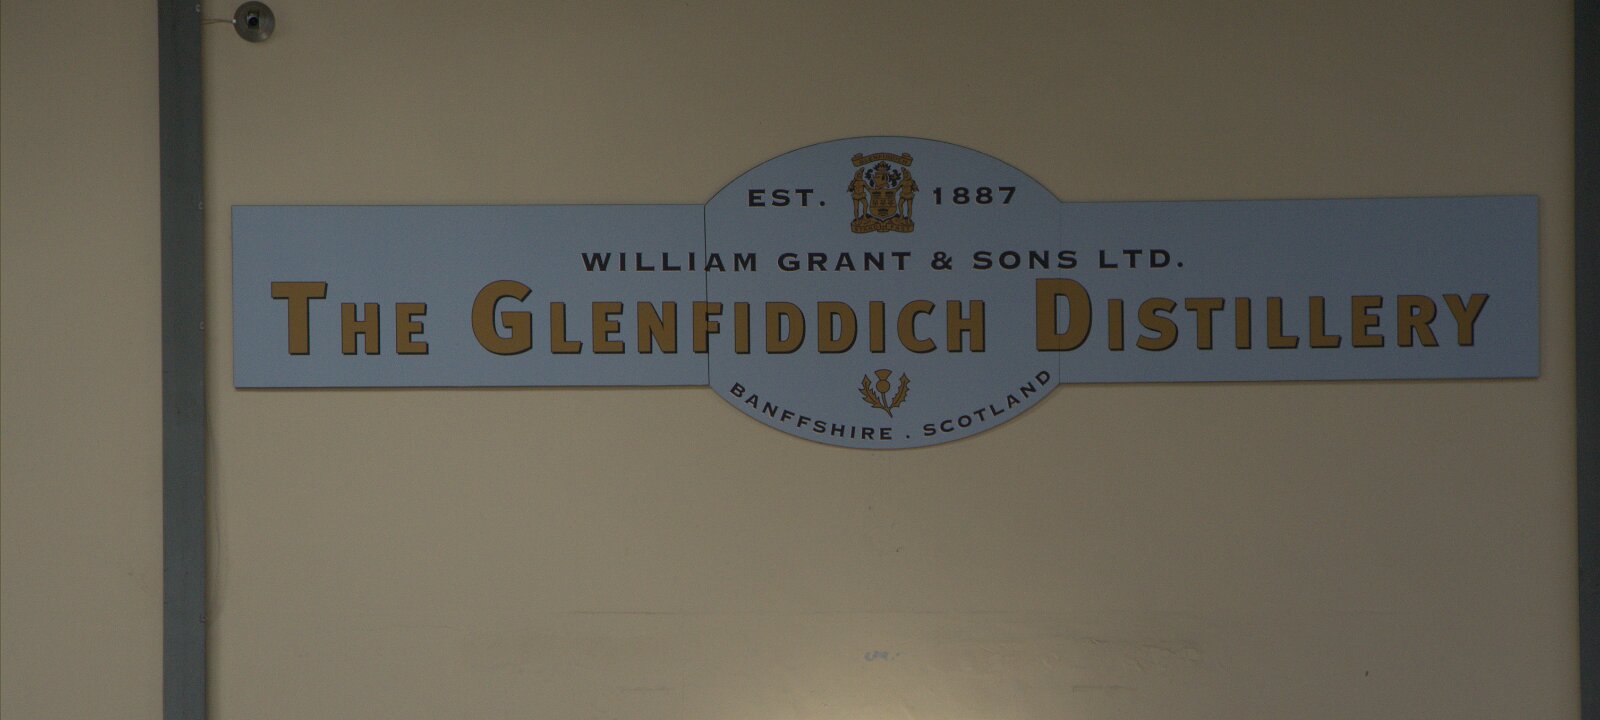 EST. 1887
WILLIAM GRANT & SONS LTD.
THE GLENFIDDICH DISTILLERY
BANFFSHIRE . SCOTLAND